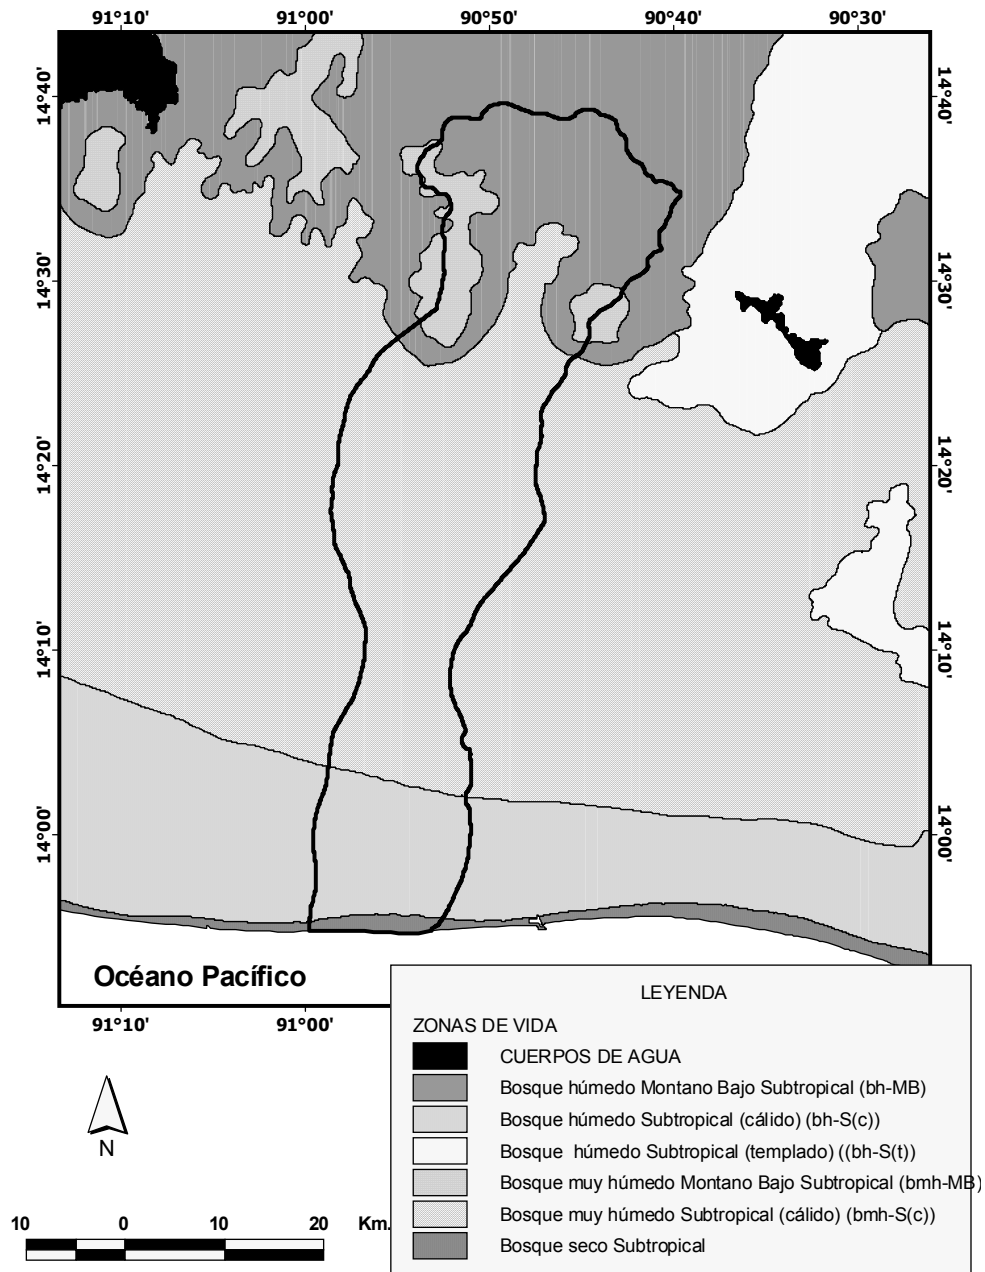 91°10' 91°00' 90°50' 90°40' 90°30'
14°40' 14°40'
14°30' 14°30'
14°20' 14°20'
14°10' 14°10'
14°00' 14°00'
Océano Pacífico
91°10' 91°00'
LEYENDA
ZONAS DE VIDA
CUERPOS DE AGUA
Bosque húmedo Montano Bajo Subtropical (bh-MB)
Bosque húmedo Subtropical (cálido) (bh-S(c))
Bosque húmedo Subtropical (templado) ((bh-S(t))
Bosque muy húmedo Montano Bajo Subtropical (bmh-MB)
Bosque muy húmedo Subtropical (cálido) (bmh-S(c))
Bosque seco Subtropical
N
10 0 10 20 Km.